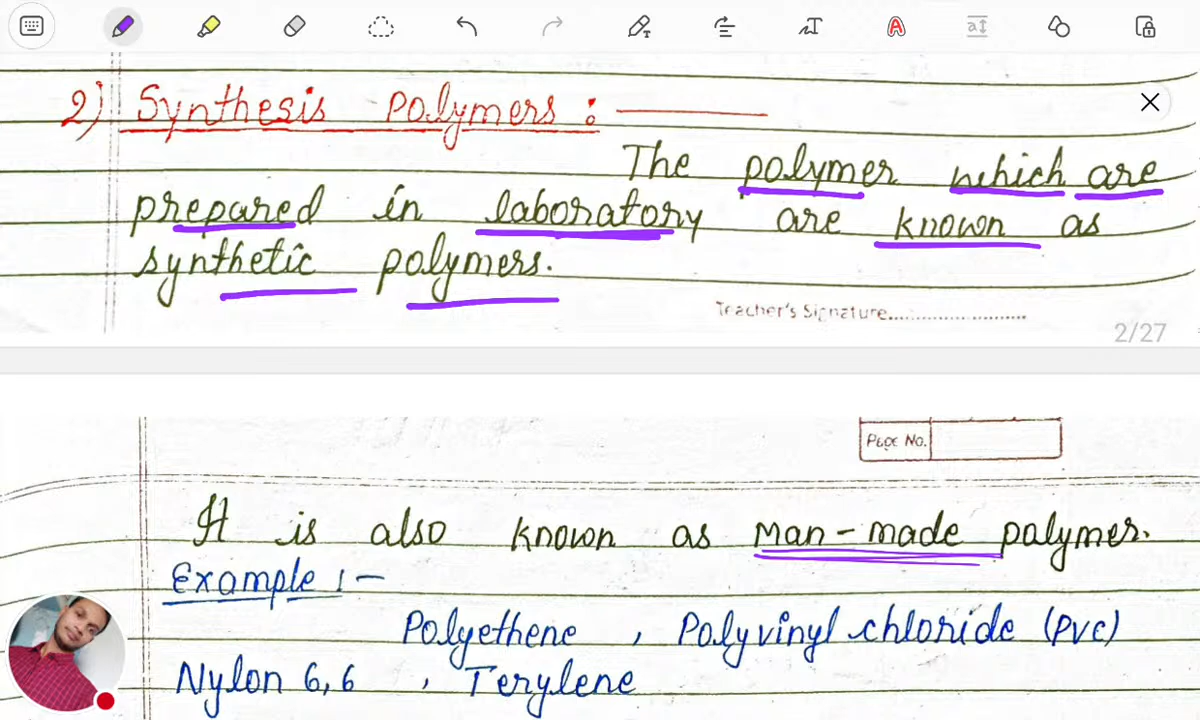 2) Synthesis Polymers :
The polymer which are
prepared in laboratory are known as
synthetic polymers.
Teacher's Signature..............................
2/27
Page No.
It is also known as Man-made polymer.
Example :-
Polyethene , Polyvinyl chloride (PVC)
Nylon 6,6 , Terylene